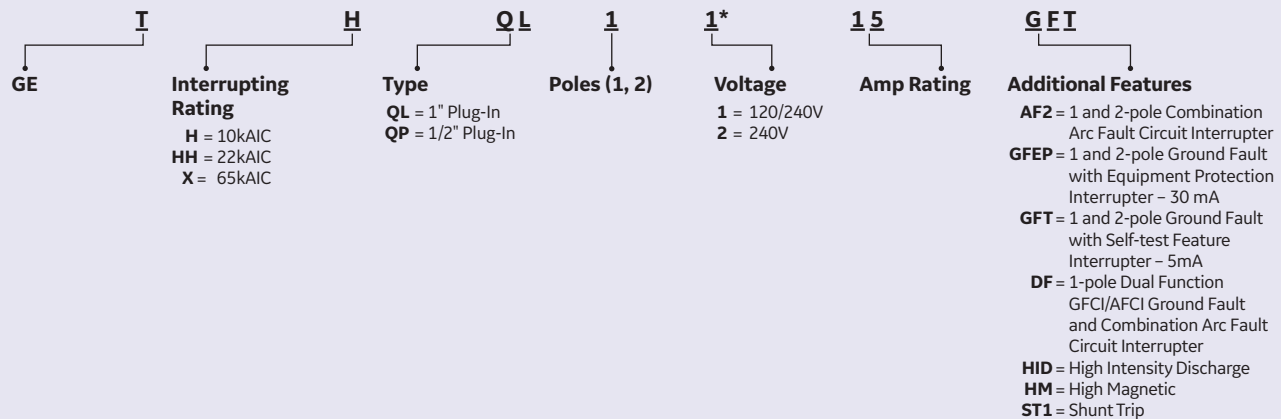 T H QL 1 1* 15 GFT
GE
Interrupting
Rating
H = 10kAIC
HH = 22kAIC
X = 65kAIC
Type
QL = 1" Plug-In
QP = 1/2" Plug-In
Poles (1, 2)
Voltage
1 = 120/240V
2 = 240V
Amp Rating
Additional Features
AF2 = 1 and 2-pole Combination
Arc Fault Circuit Interrupter
GFEP = 1 and 2-pole Ground Fault
with Equipment Protection
Interrupter – 30 mA
GFT = 1 and 2-pole Ground Fault
with Self-test Feature
Interrupter – 5mA
DF = 1-pole Dual Function
GFCI/AFCI Ground Fault
and Combination Arc Fault
Circuit Interrupter
HID = High Intensity Discharge
HM = High Magnetic
ST1 = Shunt Trip